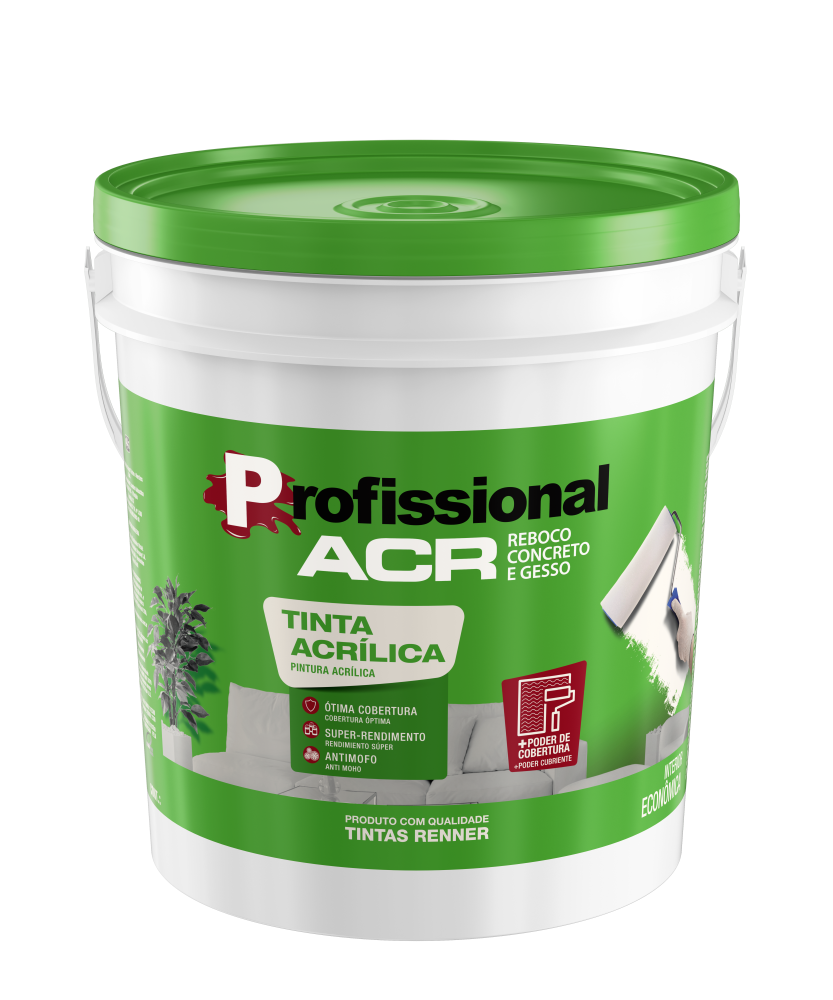 Profissional
ACR
REBOCO
CONCRETO
E GESSO
TINTA
ACRÍLICA
PINTURA ACRÍLICA
ÓTIMA COBERTURA
COBERTURA ÓPTIMA
SUPER-RENDIMENTO
RENDIMIENTO SÚPER
ANTIMOFO
ANTI MOHO
+PODER DE
COBERTURA
+PODER CUBRIENTE
INTERIOR
ECONÔMICA
PRODUTO COM QUALIDADE
TINTAS RENNER